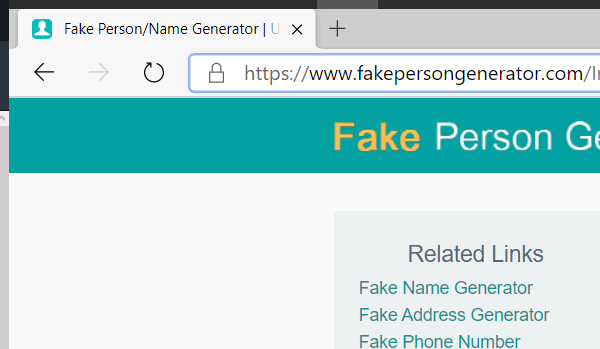 Fake Person/Name Generator | U
https://www.fakepersongenerator.com/In
Fake Person Ge
Related Links
Fake Name Generator
Fake Address Generator
Fake Phone Number